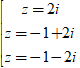 z = 2i
z = −1+2i
z = −1−2i